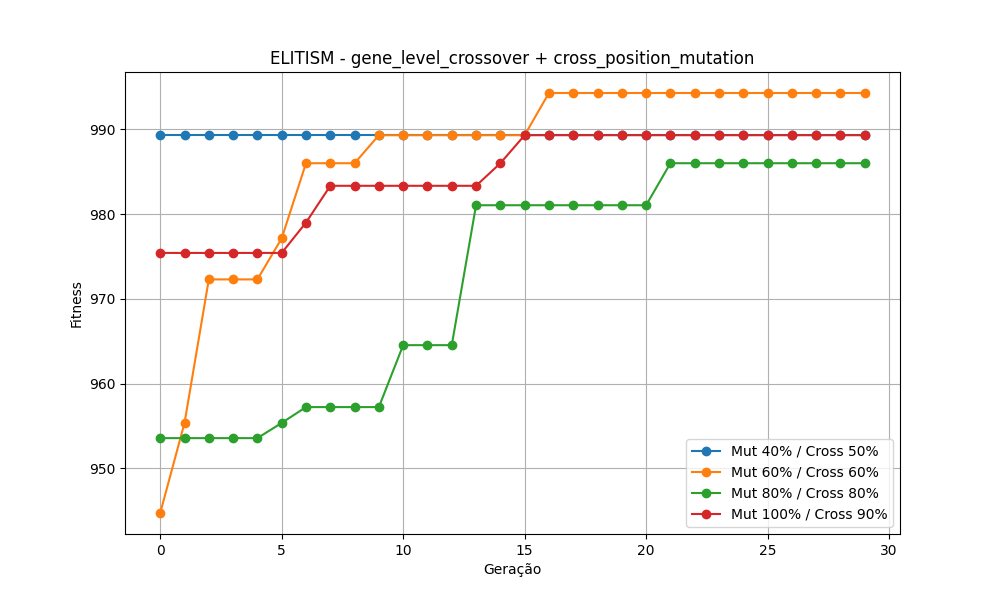 ELITISM - gene_level_crossover + cross_position_mutation
Fitness
990
980
970
960
950
0 5 10 15 20 25 30
Geração
Mut 40% / Cross 50%
Mut 60% / Cross 60%
Mut 80% / Cross 80%
Mut 100% / Cross 90%